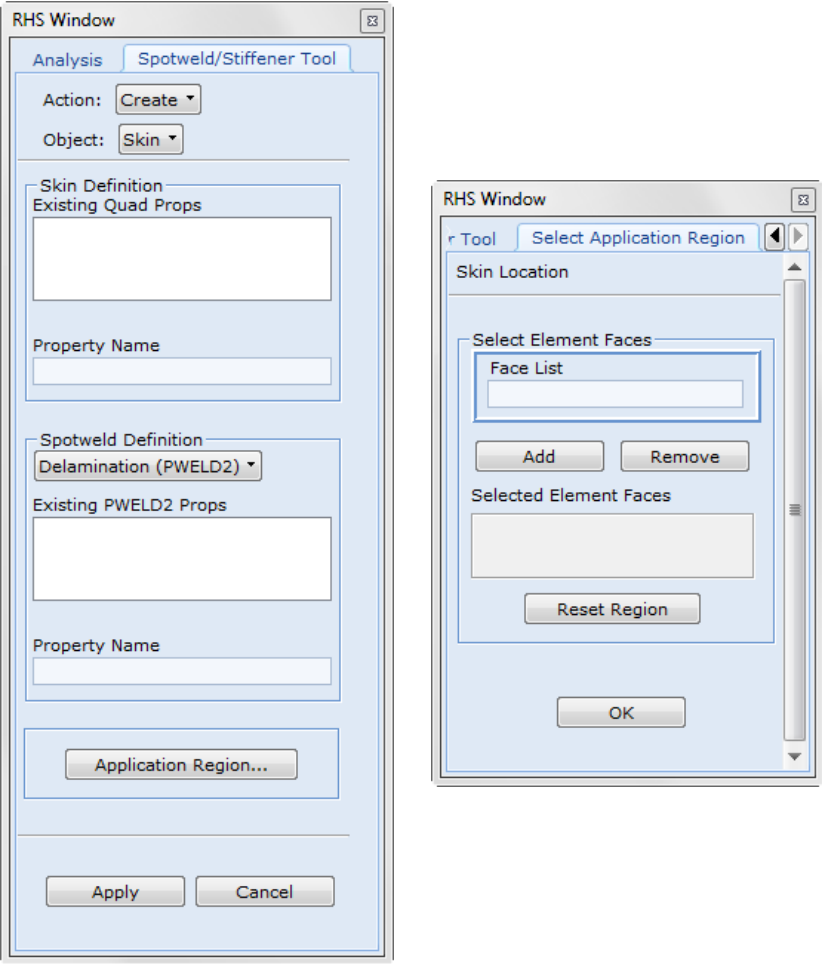 RHS Window
Analysis
Spotweld/Stiffener Tool
Action: Create
Object: Skin
Skin Definition
Existing Quad Props
Property Name
Spotweld Definition
Delamination (PWELD2)
Existing PWELD2 Props
Property Name
Application Region...
Apply
Cancel
RHS Window
r Tool
Select Application Region
Skin Location
Select Element Faces
Face List
Add
Remove
Selected Element Faces
Reset Region
OK